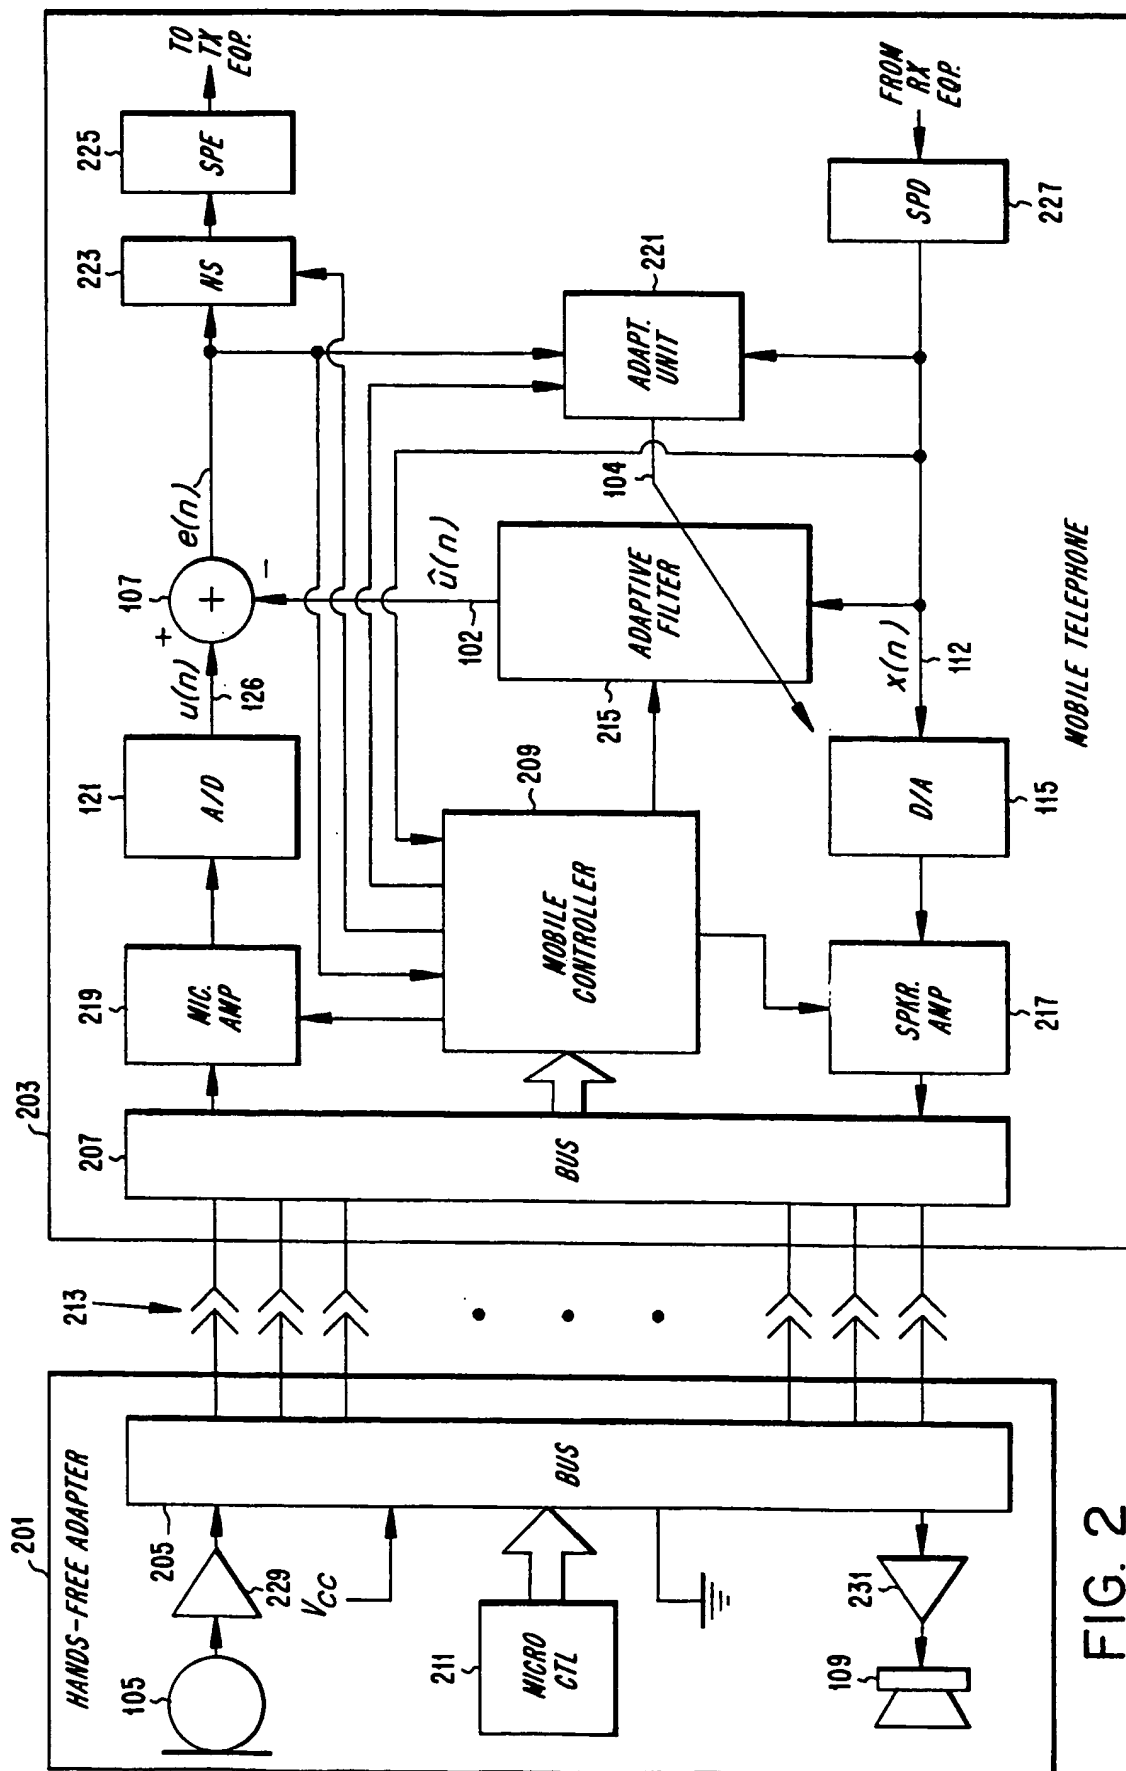 201
HANDS-FREE ADAPTER
105
229
205
VCC
211
MICRO
CTL
BUS
109
231
213
203
207
BUS
219
MIC.
AMP
121
A/D
u(n)
126
+
107
+
-
e(n)
223
NS
225
SPE
TO
TX
EQP.
MOBILE
CONTROLLER
209
102
û(n)
215
ADAPTIVE
FILTER
104
ADAPT.
UNIT
221
SPKR.
AMP
217
D/A
115
x(n)
112
SPD
227
FROM
RX
EQP.
MOBILE TELEPHONE
FIG. 2